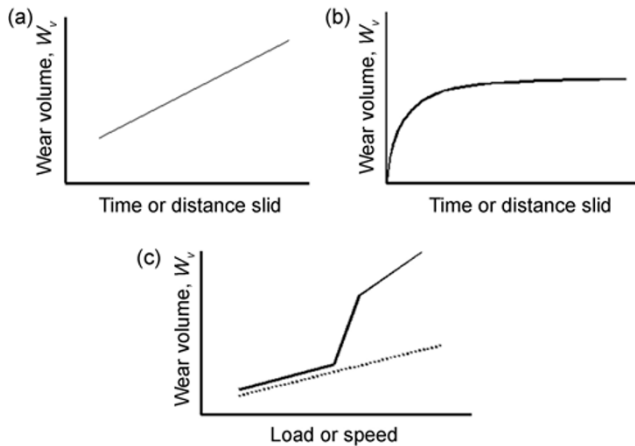 (a)
Wear volume, Wv
Time or distance slid
(b)
Wear volume, Wv
Time or distance slid
(c)
Wear volume, Wv
Load or speed